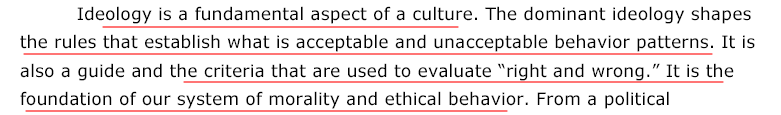 Ideology is a fundamental aspect of a culture. The dominant ideology shapes
the rules that establish what is acceptable and unacceptable behavior patterns. It is
also a guide and the criteria that are used to evaluate “right and wrong.” It is the
foundation of our system of morality and ethical behavior. From a political